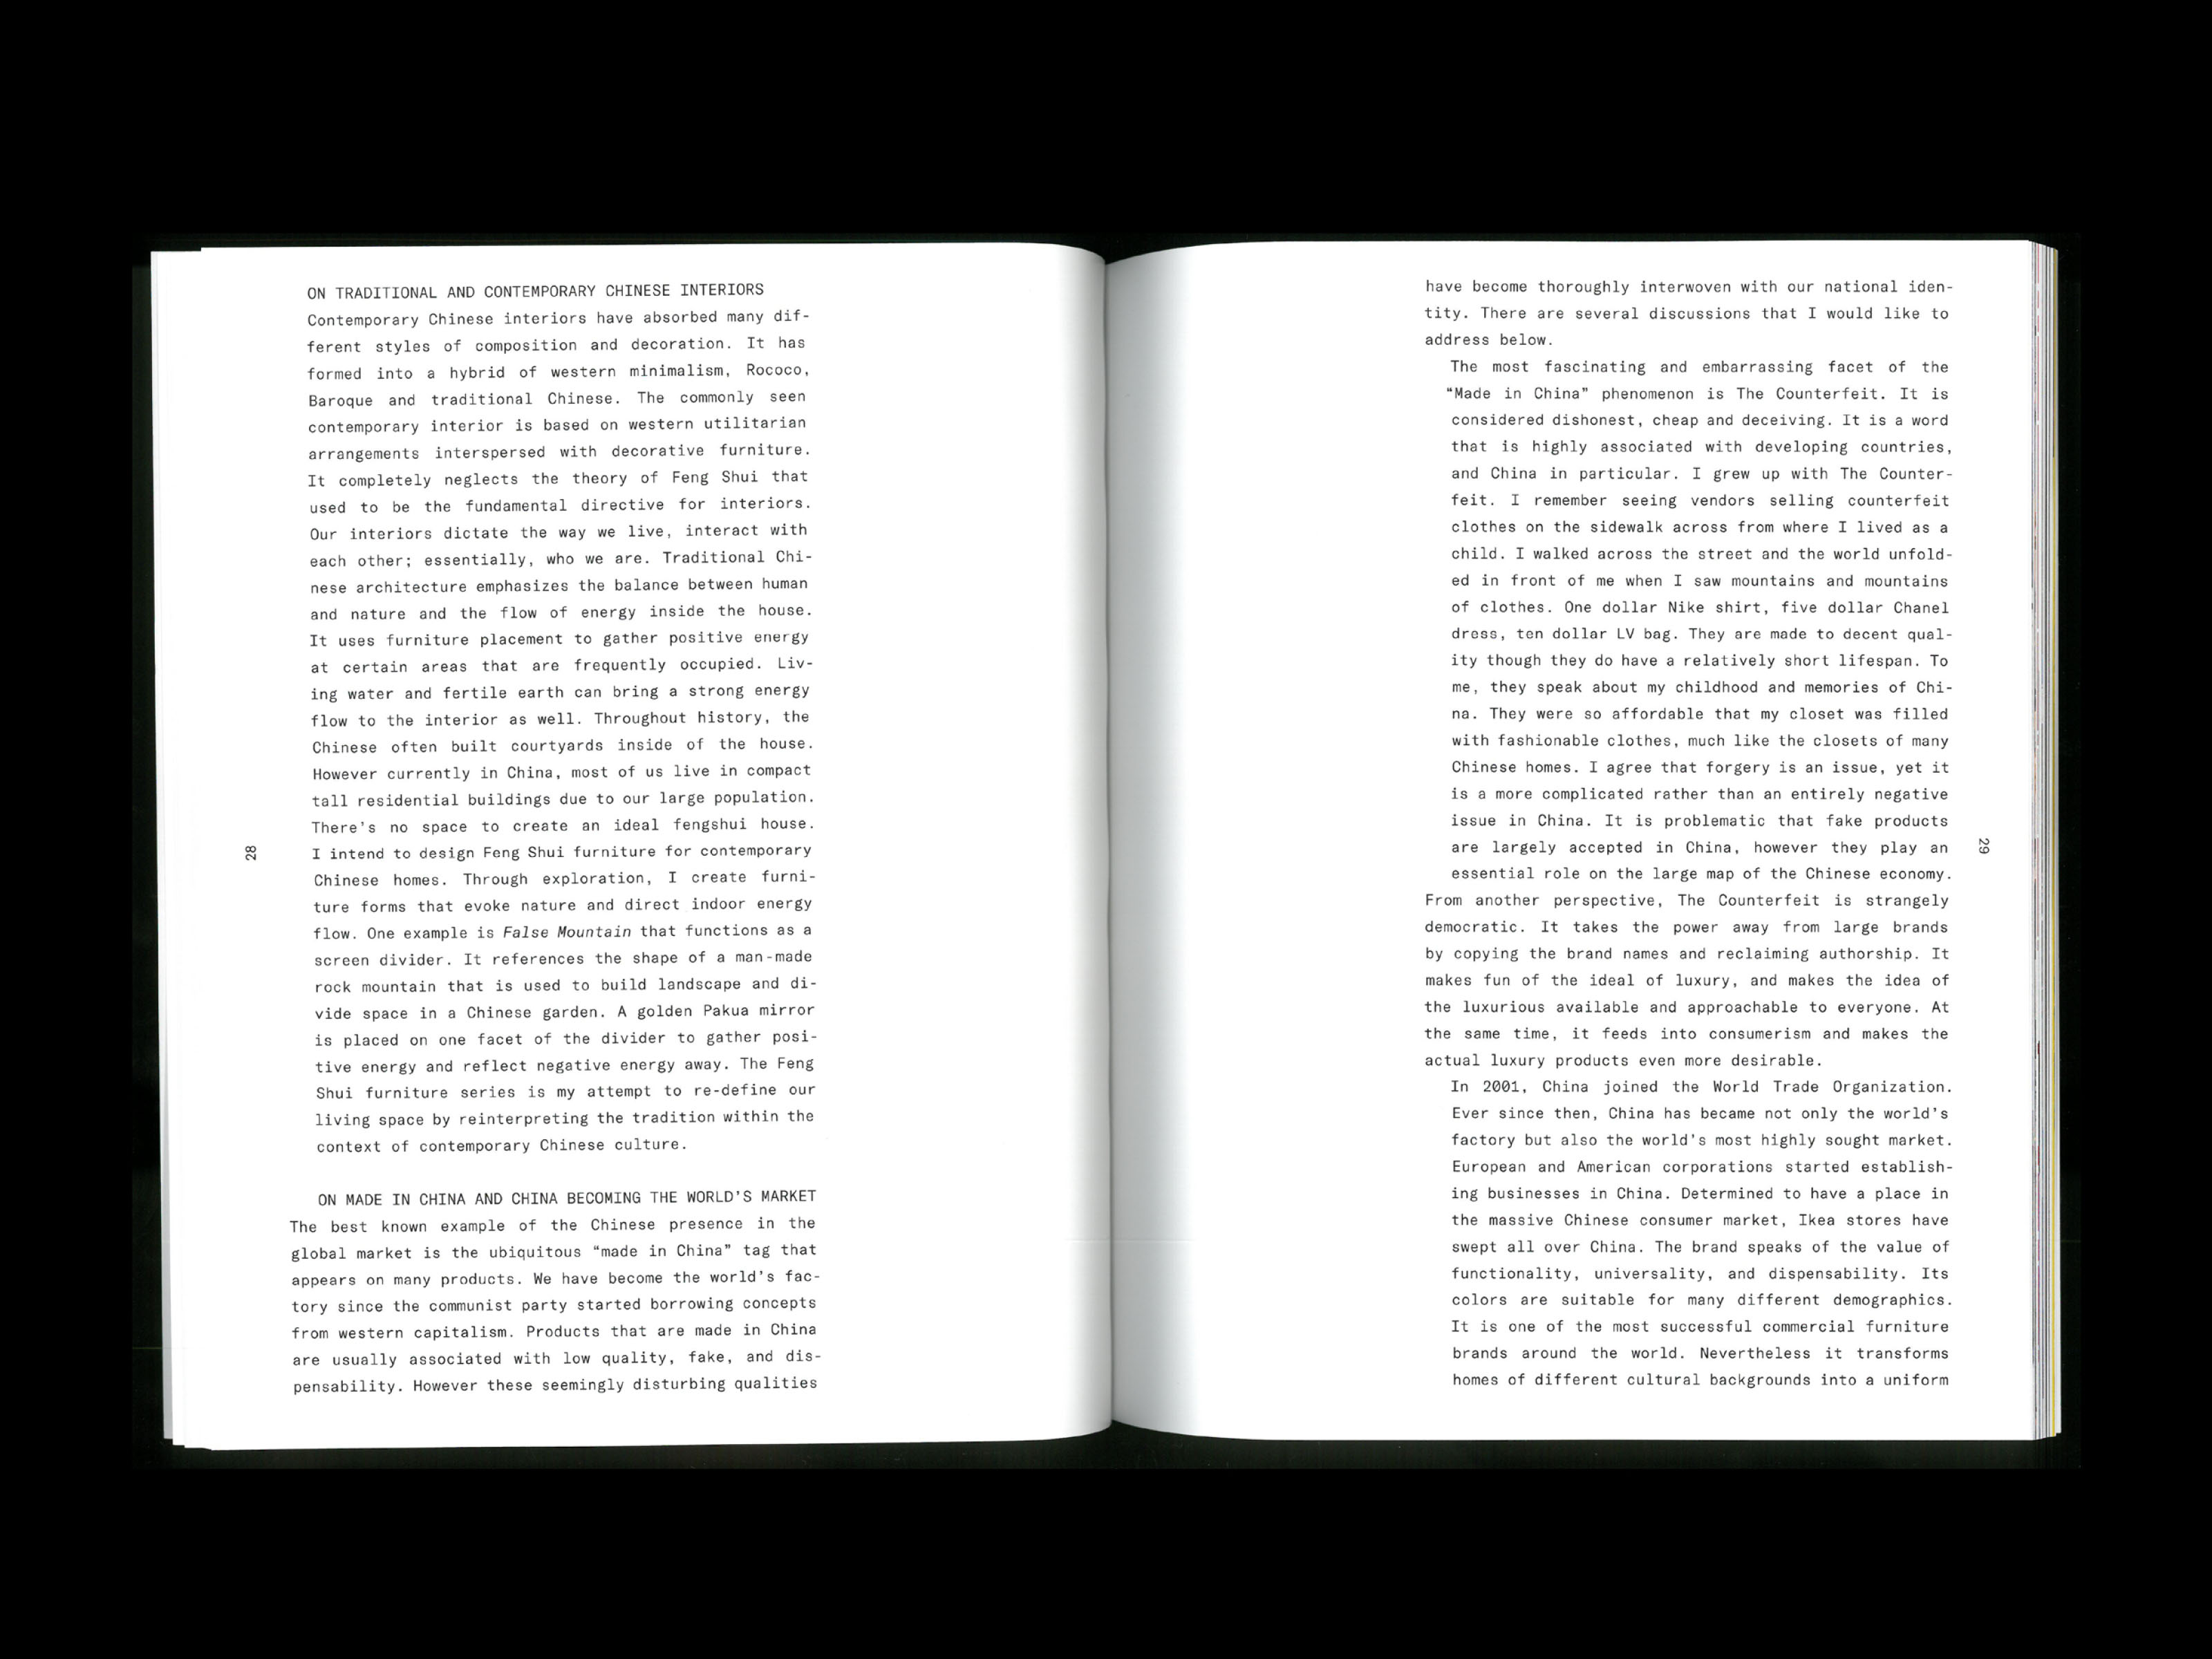 ON TRADITIONAL AND CONTEMPORARY CHINESE INTERIORS
Contemporary Chinese interiors have absorbed many dif-
ferent styles of composition and decoration. It has
formed into a hybrid of western minimalism, Rococo,
Baroque and traditional Chinese. The commonly seen
contemporary interior is based on western utilitarian
arrangements interspersed with decorative furniture.
It completely neglects the theory of Feng Shui that
used to be the fundamental directive for interiors.
Our interiors dictate the way we live, interact with
each other; essentially, who we are. Traditional Chi-
nese architecture emphasizes the balance between human
and nature and the flow of energy inside the house.
It uses furniture placement to gather positive energy
at certain areas that are frequently occupied. Liv-
ing water and fertile earth can bring a strong energy
flow to the interior as well. Throughout history, the
Chinese often built courtyards inside of the house.
However currently in China, most of us live in compact
tall residential buildings due to our large population.
There's no space to create an ideal fengshui house.
I intend to design Feng Shui furniture for contemporary
Chinese homes. Through exploration, I create furni-
ture forms that evoke nature and direct indoor energy
flow. One example is False Mountain that functions as a
screen divider. It references the shape of a man-made
rock mountain that is used to build landscape and di-
vide space in a Chinese garden. A golden Pakua mirror
is placed on one facet of the divider to gather posi-
tive energy and reflect negative energy away. The Feng
Shui furniture series is my attempt to re-define our
living space by reinterpreting the tradition within the
context of contemporary Chinese culture.
ON MADE IN CHINA AND CHINA BECOMING THE WORLD'S MARKET
The best known example of the Chinese presence in the
global market is the ubiquitous “made in China” tag that
appears on many products. We have become the world's fac-
tory since the communist party started borrowing concepts
from western capitalism. Products that are made in China
are usually associated with low quality, fake, and dis-
pensability. However these seemingly disturbing qualities
28
have become thoroughly interwoven with our national iden-
tity. There are several discussions that I would like to
address below.
The most fascinating and embarrassing facet of the
“Made in China” phenomenon is The Counterfeit. It is
considered dishonest, cheap and deceiving. It is a word
that is highly associated with developing countries,
and China in particular. I grew up with The Counter-
feit. I remember seeing vendors selling counterfeit
clothes on the sidewalk across from where I lived as a
child. I walked across the street and the world unfold-
ed in front of me when I saw mountains and mountains
of clothes. One dollar Nike shirt, five dollar Chanel
dress, ten dollar LV bag. They are made to decent qual-
ity though they do have a relatively short lifespan. To
me, they speak about my childhood and memories of Chi-
na. They were so affordable that my closet was filled
with fashionable clothes, much like the closets of many
Chinese homes. I agree that forgery is an issue, yet it
is a more complicated rather than an entirely negative
issue in China. It is problematic that fake products
are largely accepted in China, however they play an
essential role on the large map of the Chinese economy.
From another perspective, The Counterfeit is strangely
democratic. It takes the power away from large brands
by copying the brand names and reclaiming authorship. It
makes fun of the ideal of luxury, and makes the idea of
the luxurious available and approachable to everyone. At
the same time, it feeds into consumerism and makes the
actual luxury products even more desirable.
In 2001, China joined the World Trade Organization.
Ever since then, China has became not only the world's
factory but also the world's most highly sought market.
European and American corporations started establish-
ing businesses in China. Determined to have a place in
the massive Chinese consumer market, Ikea stores have
swept all over China. The brand speaks of the value of
functionality, universality, and dispensability. Its
colors are suitable for many different demographics.
It is one of the most successful commercial furniture
brands around the world. Nevertheless it transforms
homes of different cultural backgrounds into a uniform
29